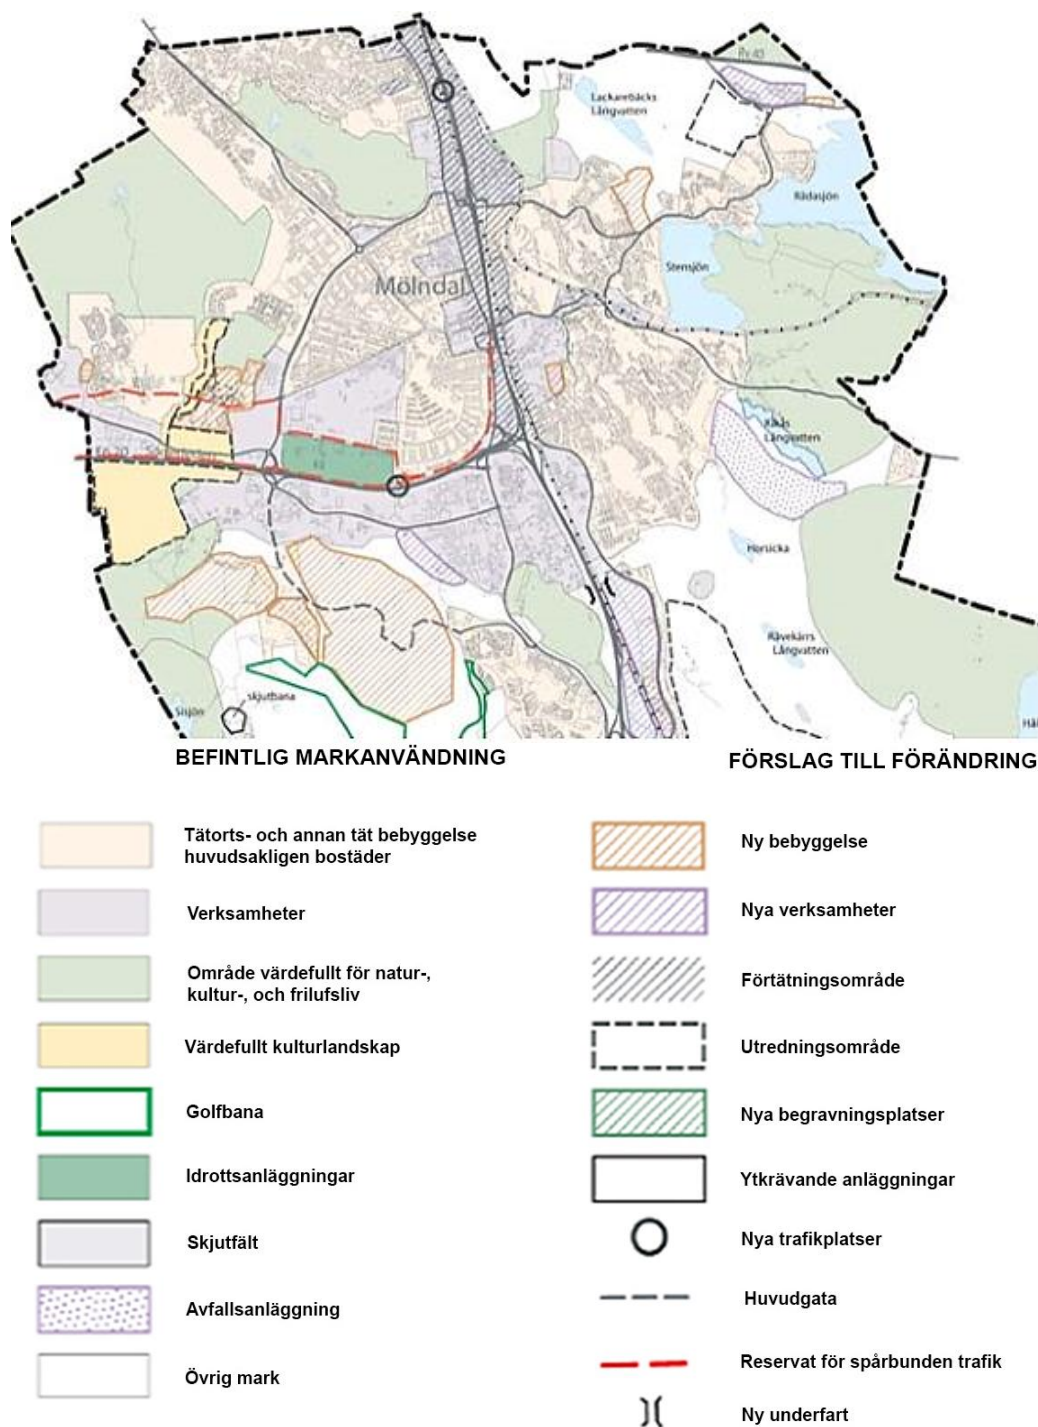 Rv 40
Lackarebäcks
Långvatten
Rådasjön
Stensjön
Mölndal
Långvatten
Horsicka
Råvekärrs
Långvatten
skjutbana
Sisjön
BEFINTLIG MARKANVÄNDNING
FÖRSLAG TILL FÖRÄNDRING
Tätorts- och annan tät bebyggelse
huvudsakligen bostäder
Verksamheter
Område värdefullt för natur-,
kultur-, och frilufsliv
Värdefullt kulturlandskap
Golfbana
Idrottsanläggningar
Skjutfält
Avfallsanläggning
Övrig mark
Ny bebyggelse
Nya verksamheter
Förtätningsområde
Utredningsområde
Nya begravningsplatser
Ytkrävande anläggningar
Nya trafikplatser
Huvudgata
Reservat för spårbunden trafik
Ny underfart